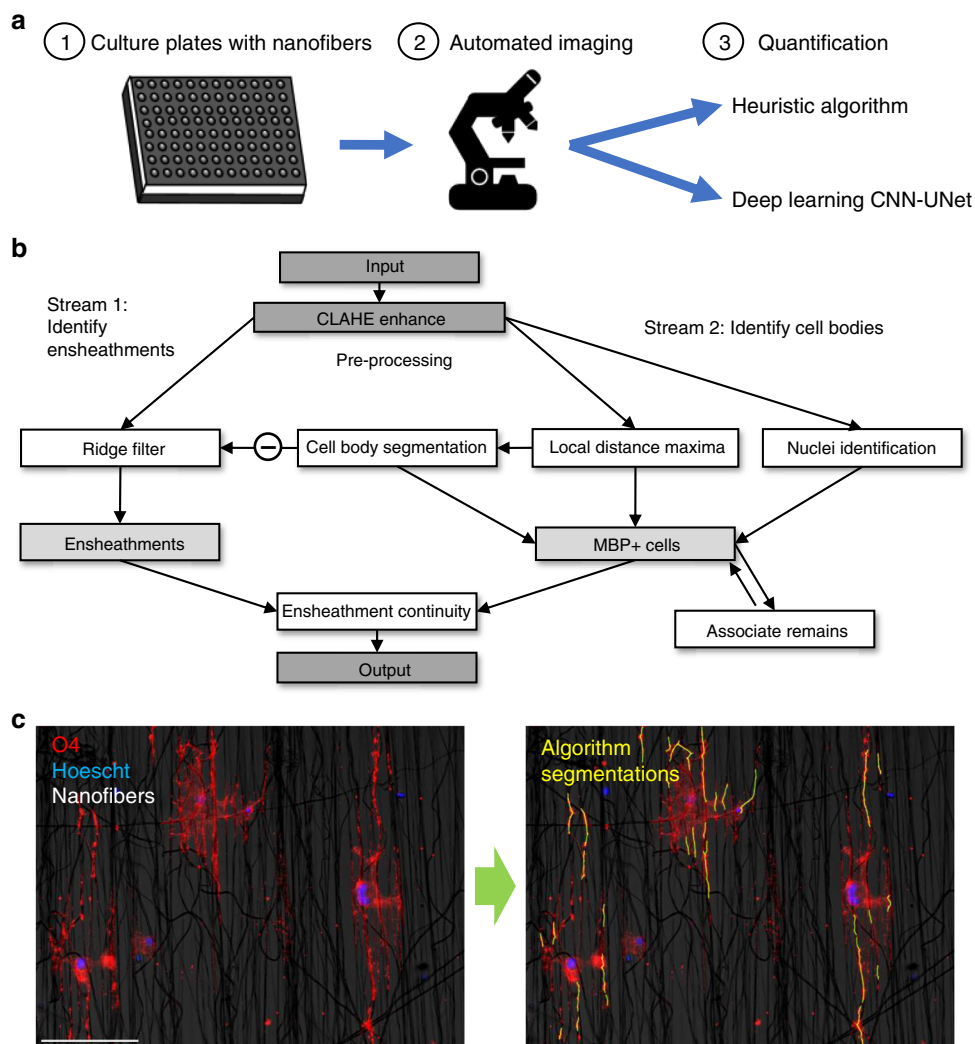 a
1 Culture plates with nanofibers
2 Automated imaging
3 Quantification
Heuristic algorithm
Deep learning CNN-UNet
b
Input
Stream 1:
Identify
ensheathments
CLAHE enhance
Stream 2: Identify cell bodies
Pre-processing
Ridge filter
−
Cell body segmentation
Local distance maxima
Nuclei identification
Ensheathments
MBP+ cells
Ensheathment continuity
Associate remains
Output
c
O4
Hoescht
Nanofibers
Algorithm
segmentations